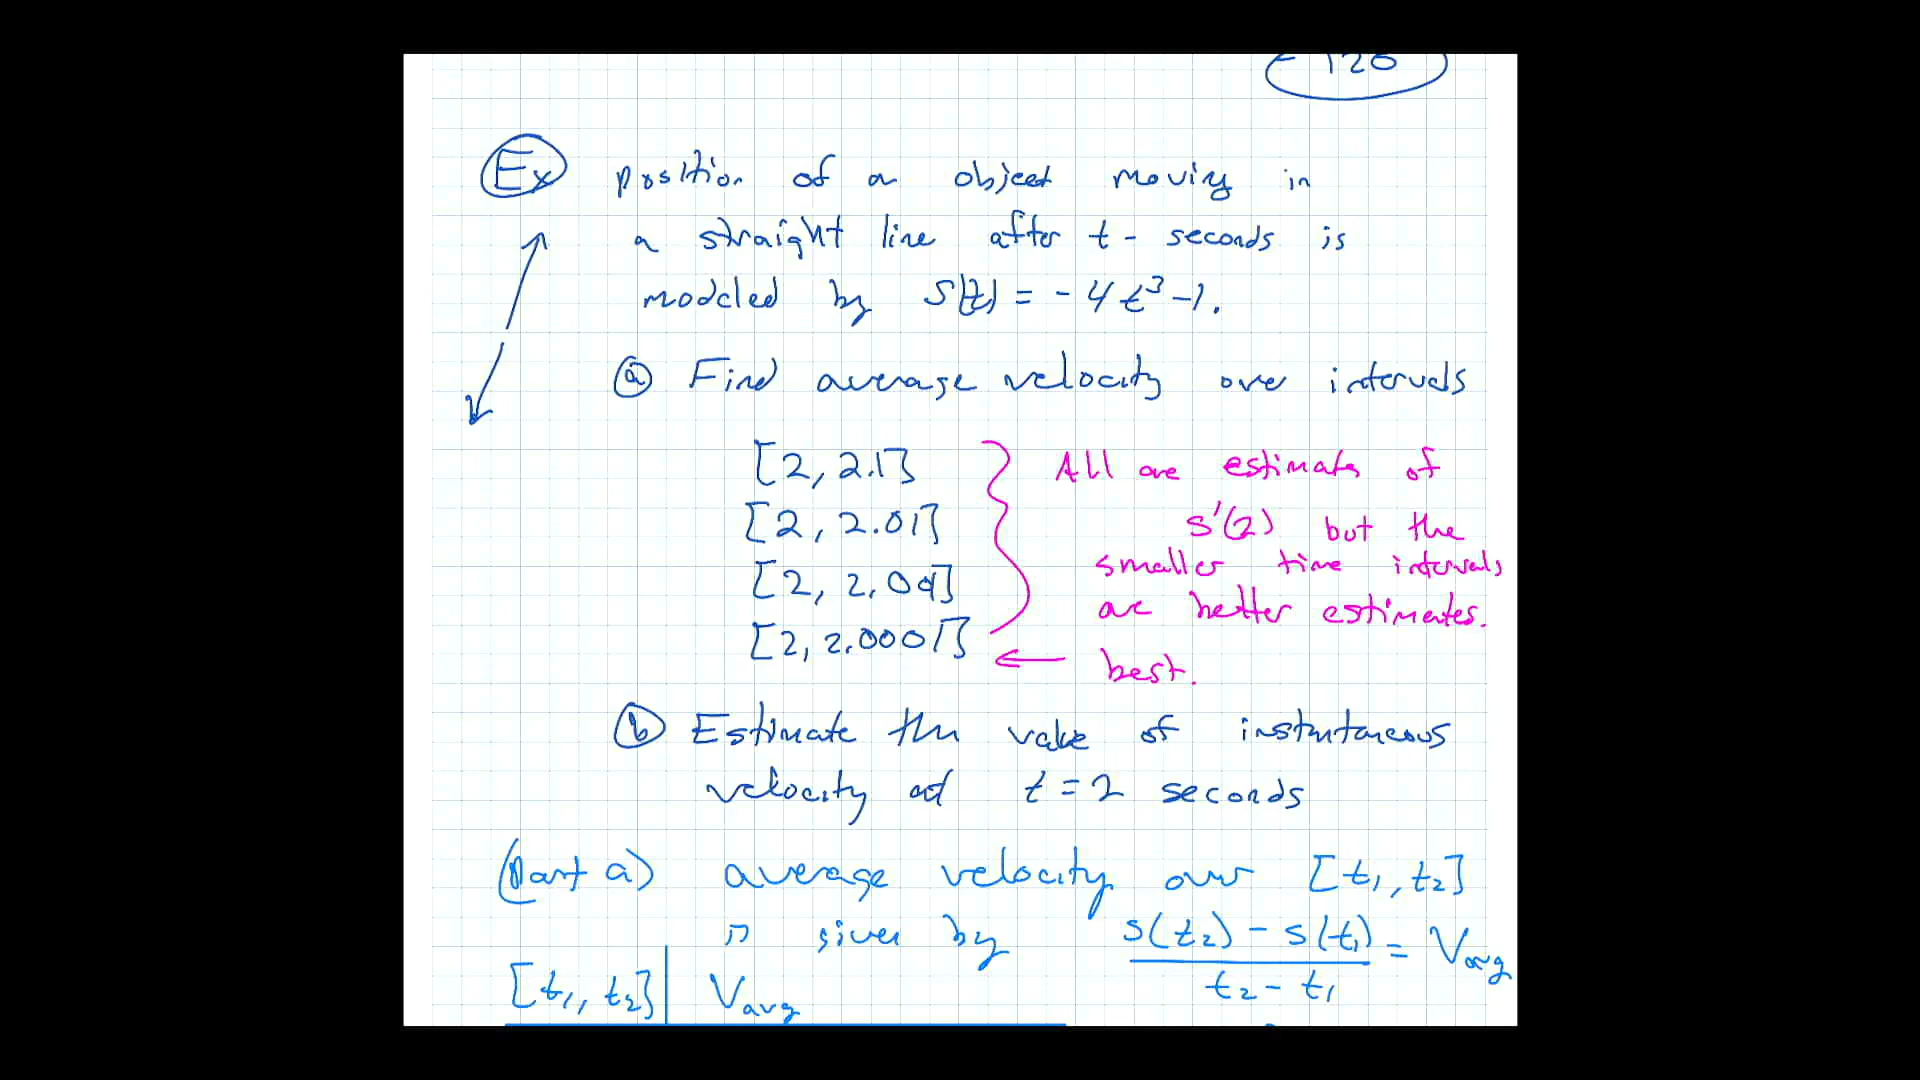 120
Ex position of a object moving in
a straight line after t - seconds is
modeled by s(t) = -4t³-1.
(a) Find average velocity over intervals
[2, 2.1]
[2, 2.01]
[2, 2.001]
[2, 2.0001]
All are estimates of
s'(2) but the
smaller time intervals
are better estimates.
← best.
(b) Estimate the value of instantaneous
velocity at t = 2 seconds
(Part a) average velocity over [t₁, t₂]
is given by (s(t₂) - s(t₁))/(t₂ - t₁) = Vavg
[t₁, t₂] | Vavg